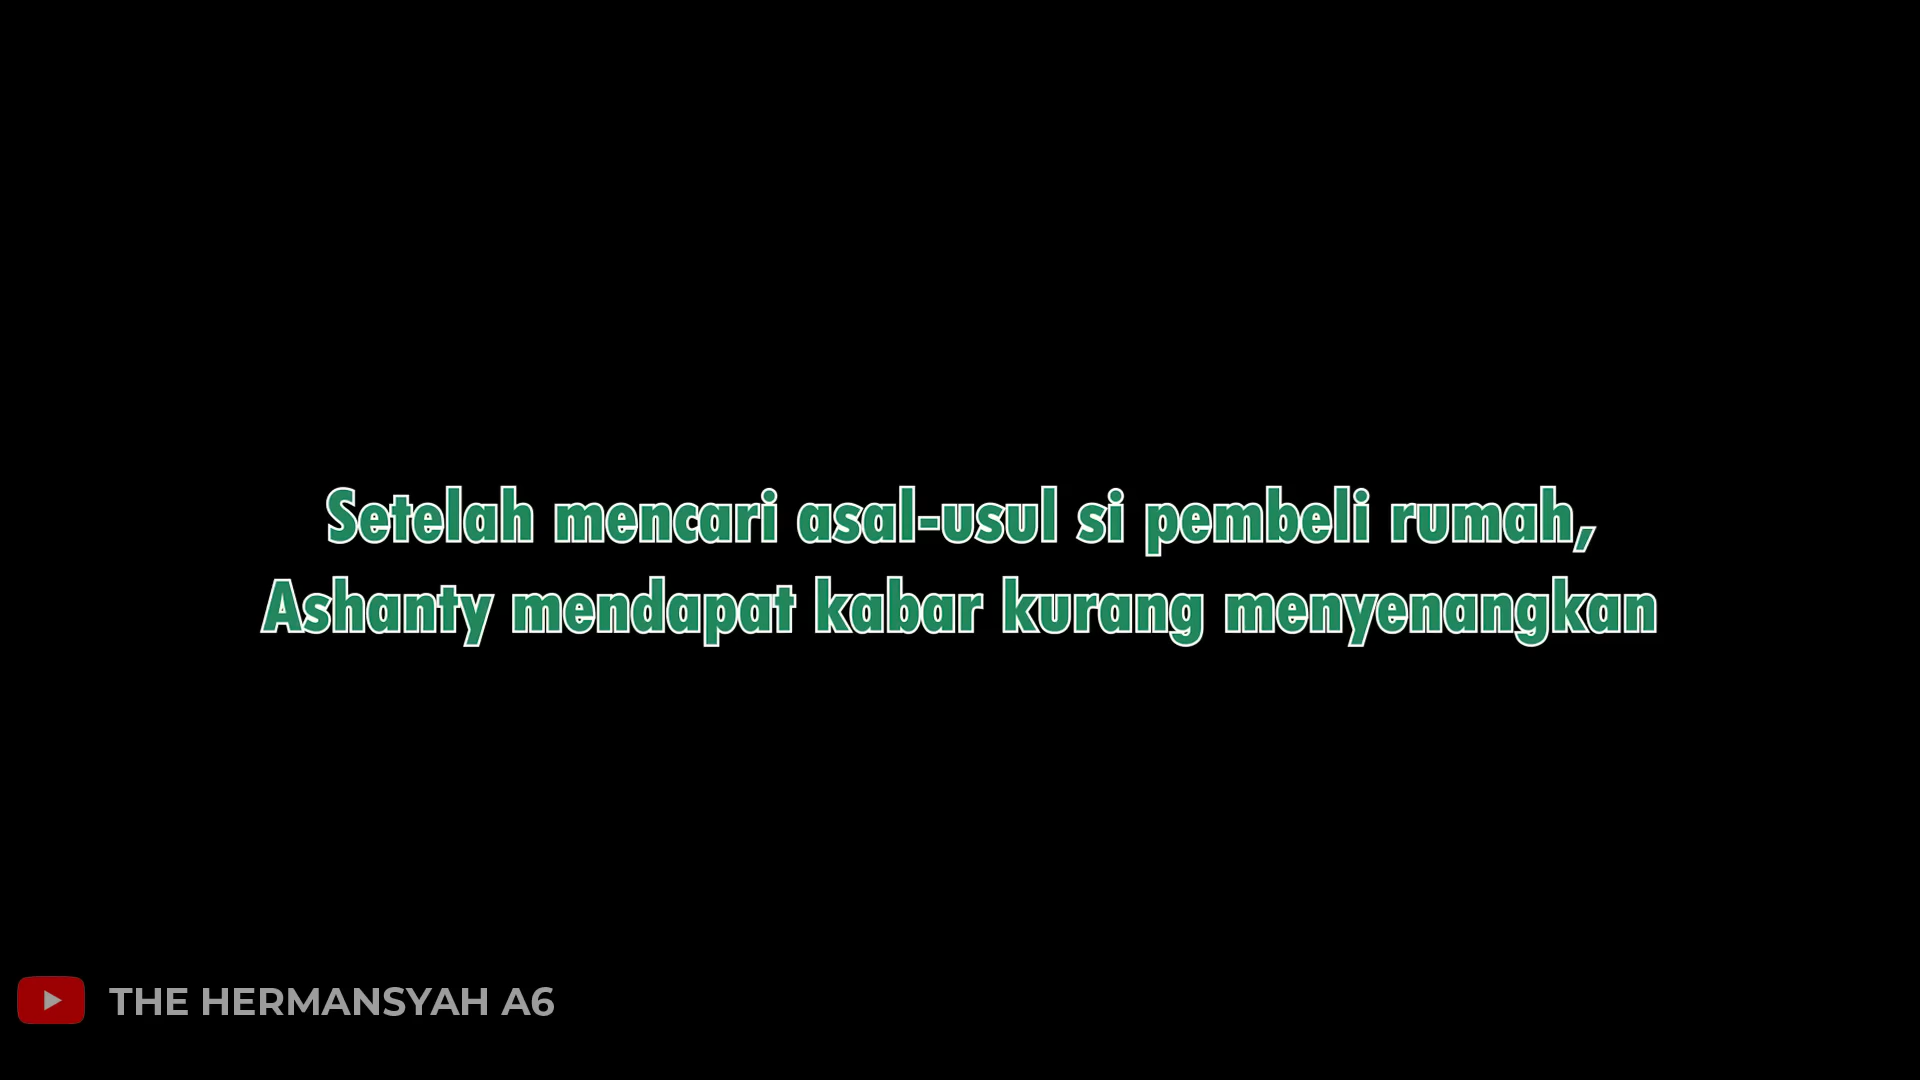 Setelah mencari asal-usul si pembeli rumah,
Ashanty mendapat kabar kurang menyenangkan
THE HERMANSYAH A6